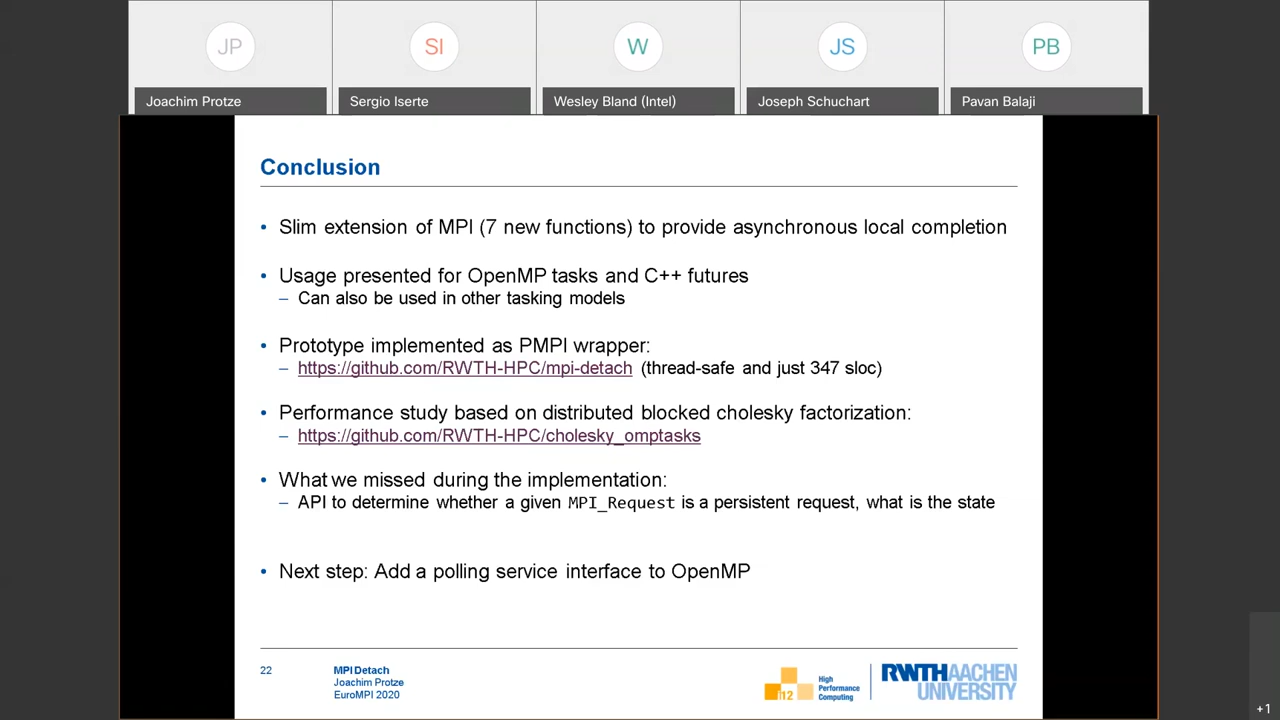 JP
SI
W
JS
PB
Joachim Protze
Sergio Iserte
Wesley Bland (Intel)
Joseph Schuchart
Pavan Balaji
Conclusion
• Slim extension of MPI (7 new functions) to provide asynchronous local completion
• Usage presented for OpenMP tasks and C++ futures
– Can also be used in other tasking models
• Prototype implemented as PMPI wrapper:
– https://github.com/RWTH-HPC/mpi-detach (thread-safe and just 347 sloc)
• Performance study based on distributed blocked cholesky factorization:
– https://github.com/RWTH-HPC/cholesky_omptasks
• What we missed during the implementation:
– API to determine whether a given MPI_Request is a persistent request, what is the state
• Next step: Add a polling service interface to OpenMP
22
MPI Detach
Joachim Protze
EuroMPI 2020
i12
High
Performance
Computing
RWTH AACHEN
UNIVERSITY
+1